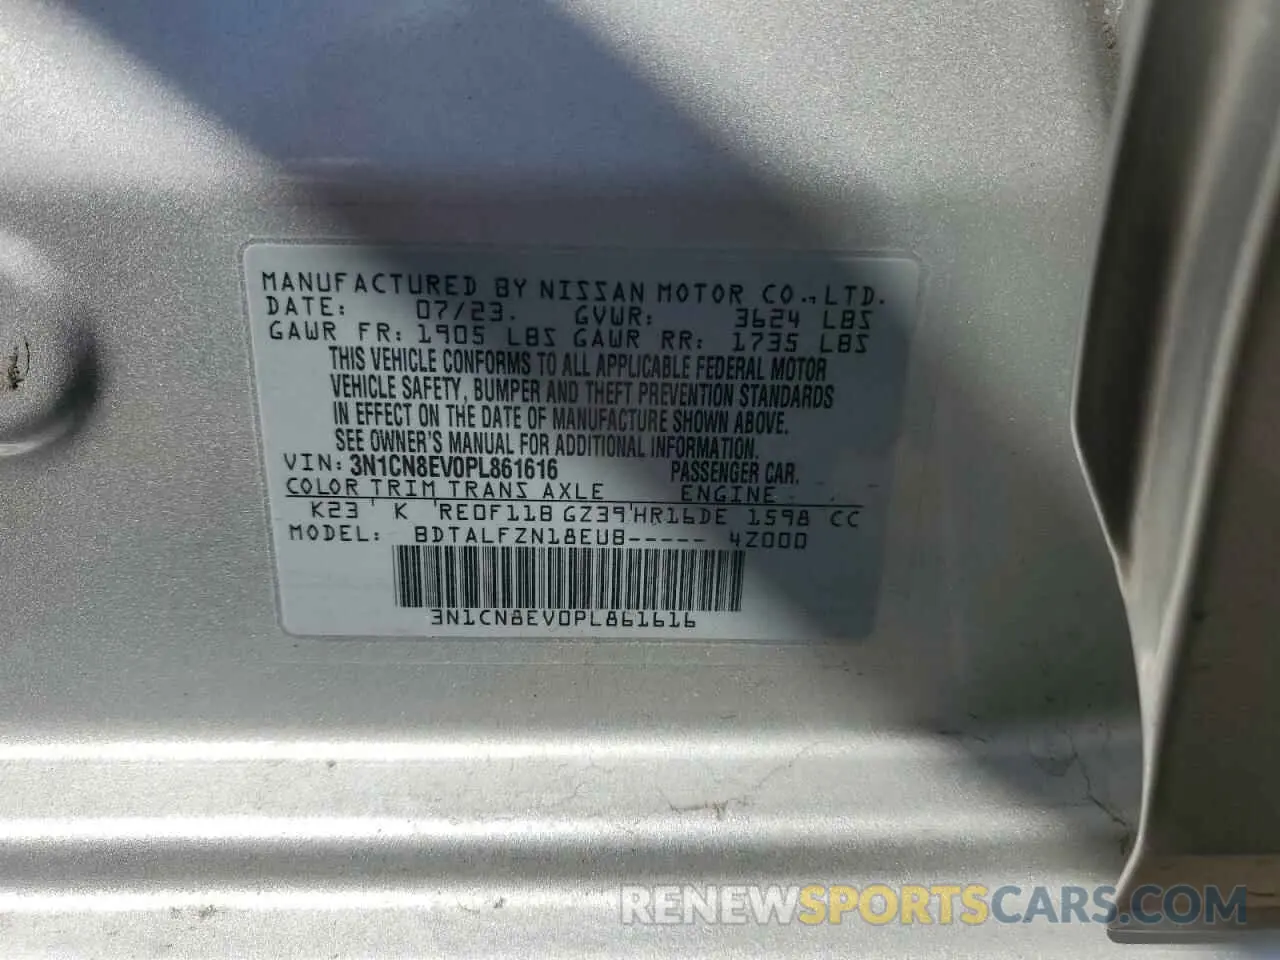 MANUFACTURED BY NISSAN MOTOR CO., LTD.
DATE: 07/23. GVWR: 3624 LBS
GAWR FR: 1905 LBS GAWR RR: 1735 LBS
THIS VEHICLE CONFORMS TO ALL APPLICABLE FEDERAL MOTOR
VEHICLE SAFETY, BUMPER AND THEFT PREVENTION STANDARDS
IN EFFECT ON THE DATE OF MANUFACTURE SHOWN ABOVE.
SEE OWNER'S MANUAL FOR ADDITIONAL INFORMATION.
VIN: 3N1CN8EV0PL861616 PASSENGER CAR.
COLOR TRIM TRANS AXLE ENGINE
K23 K RE0F11B GZ39 HR16DE 1598 CC
MODEL: BDTALFZN18EUB----- 4Z000
3N1CN8EV0PL861616
RENEWSPORTSCARS.COM